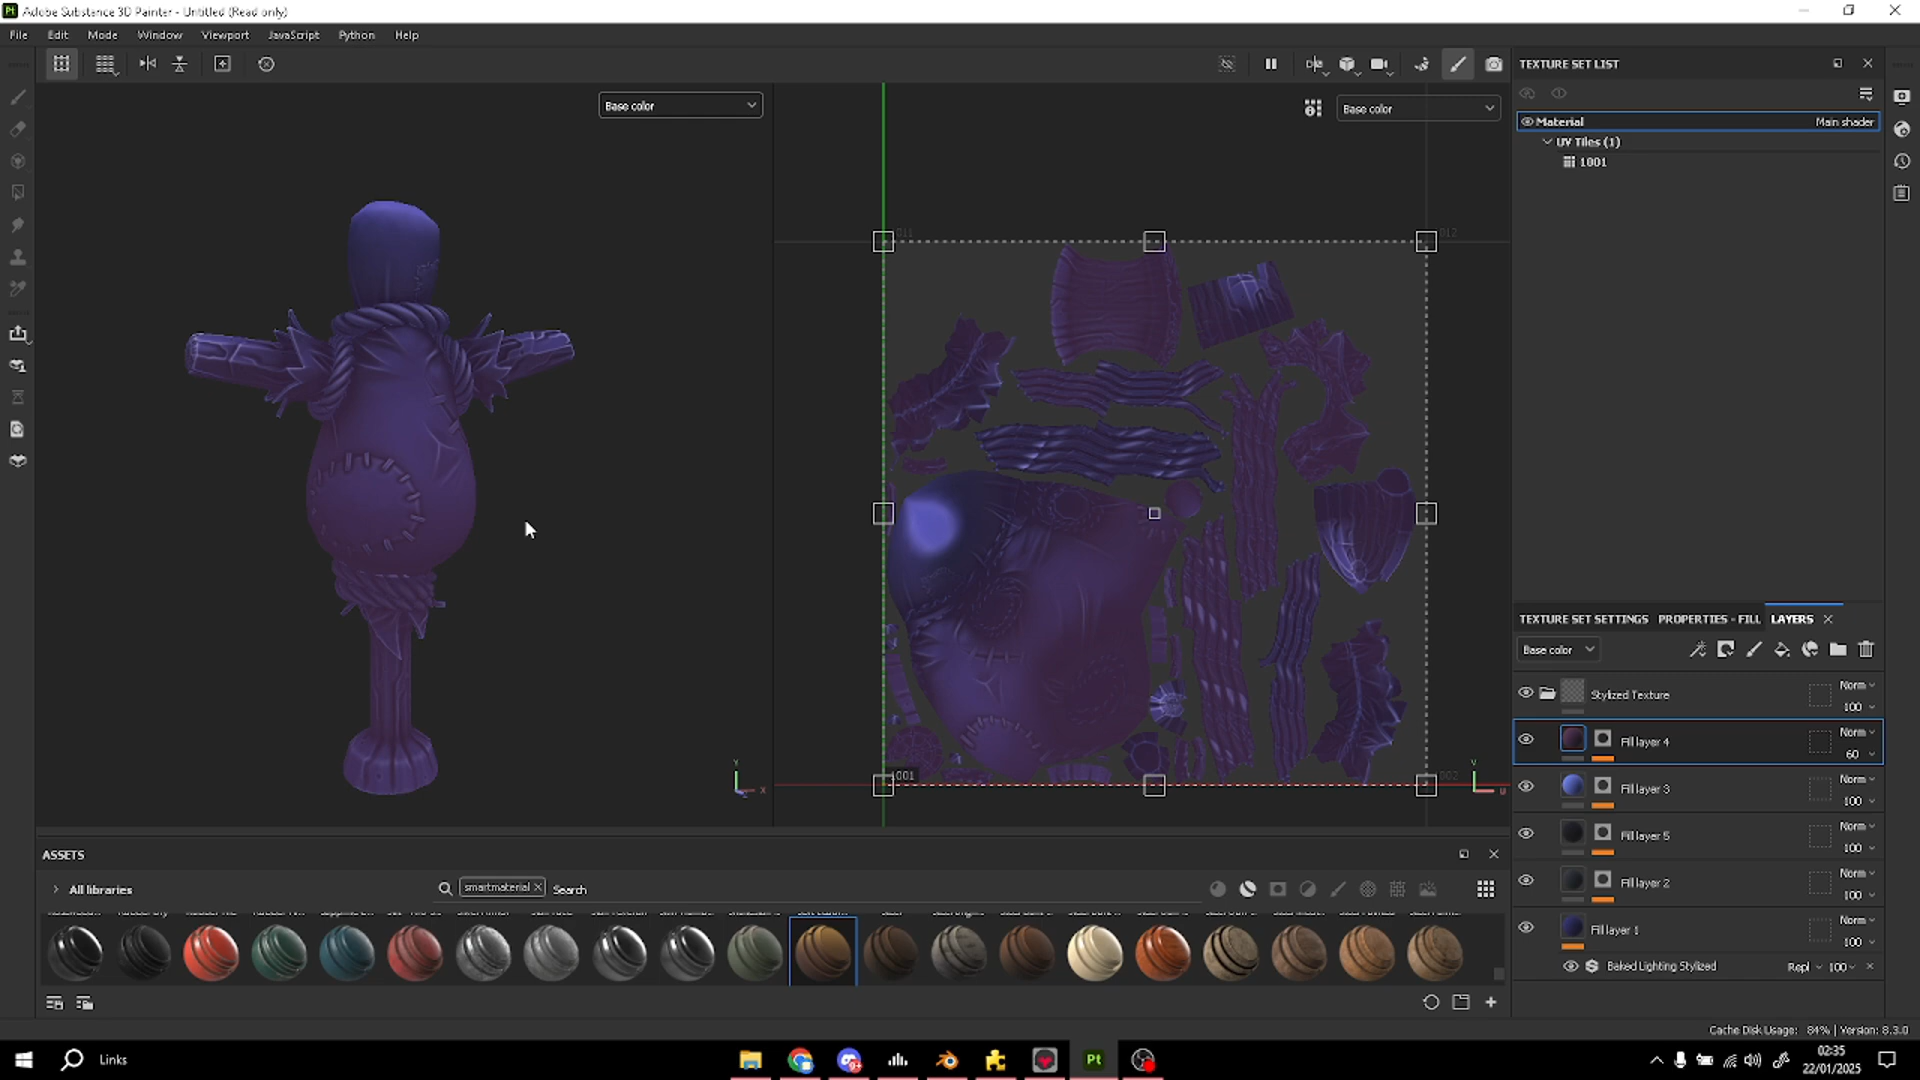 Adobe Substance 3D Painter - Untitled (Read only)
File Edit Mode Window Viewport JavaScript Python Help
TEXTURE SET LIST
Base color
Base color
Material Main shader
UV Tiles (1)
1001
1001
Y
X
V
U
TEXTURE SET SETTINGS PROPERTIES - FILL LAYERS
Base color
Stylized Texture Norm 100
Fill layer 4 Norm 60
Fill layer 3 Norm 100
Fill layer 5 Norm 100
Fill layer 2 Norm 100
Fill layer 1 Norm 100
Baked Lighting Stylized Repl 100
ASSETS
All libraries
smartmaterial Search
Cache Disk Usage: 84% | Version: 8.3.0
Links
Pt
02:35
22/01/2025